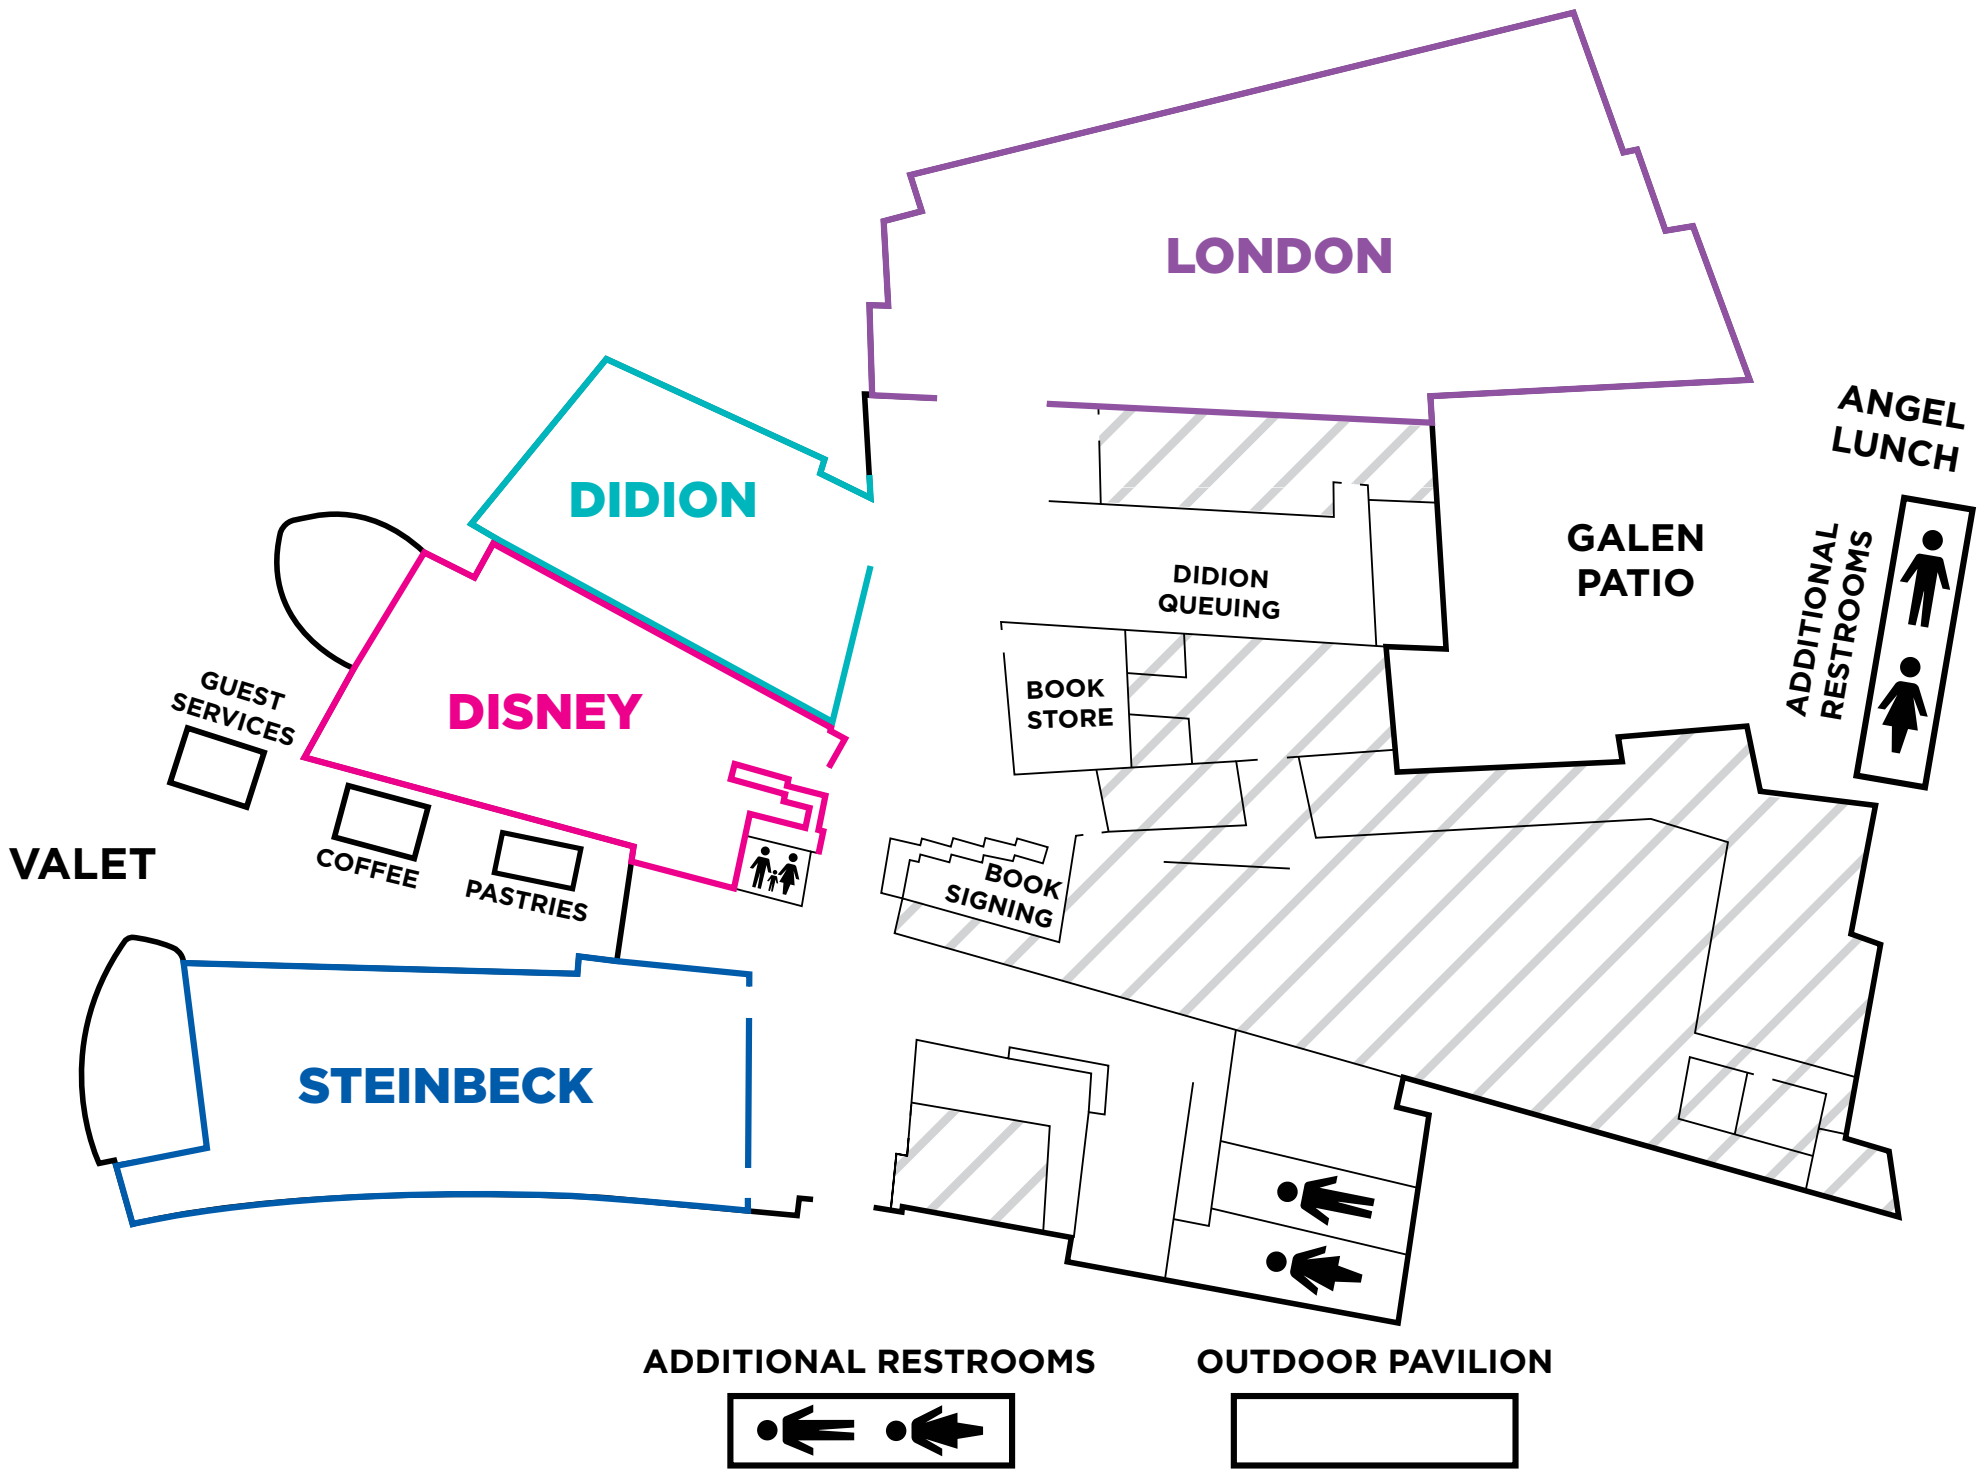 LONDON
ANGEL
LUNCH
DIDION
GALEN
PATIO
ADDITIONAL
RESTROOMS
DIDION
QUEUING
GUEST
SERVICES
DISNEY
BOOK
STORE
VALET
COFFEE
PASTRIES
BOOK
SIGNING
STEINBECK
ADDITIONAL RESTROOMS
OUTDOOR PAVILION